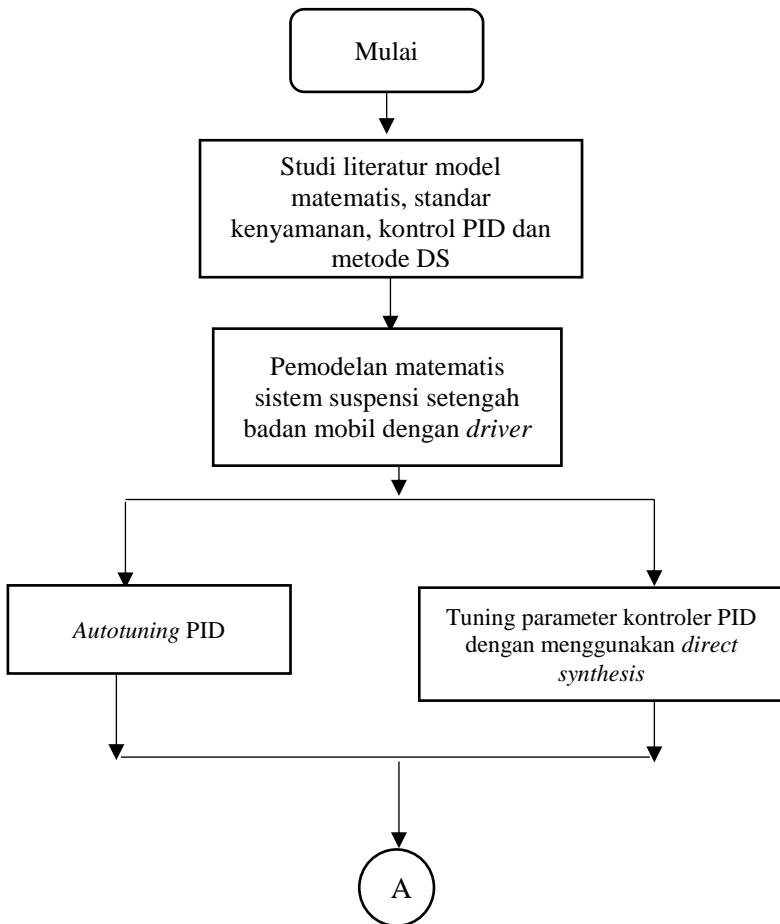 Mulai
Studi literatur model
matematis, standar
kenyamanan, kontrol PID dan
metode DS
Pemodelan matematis
sistem suspensi setengah
badan mobil dengan driver
Autotuning PID
Tuning parameter kontroler PID
dengan menggunakan direct
synthesis
A